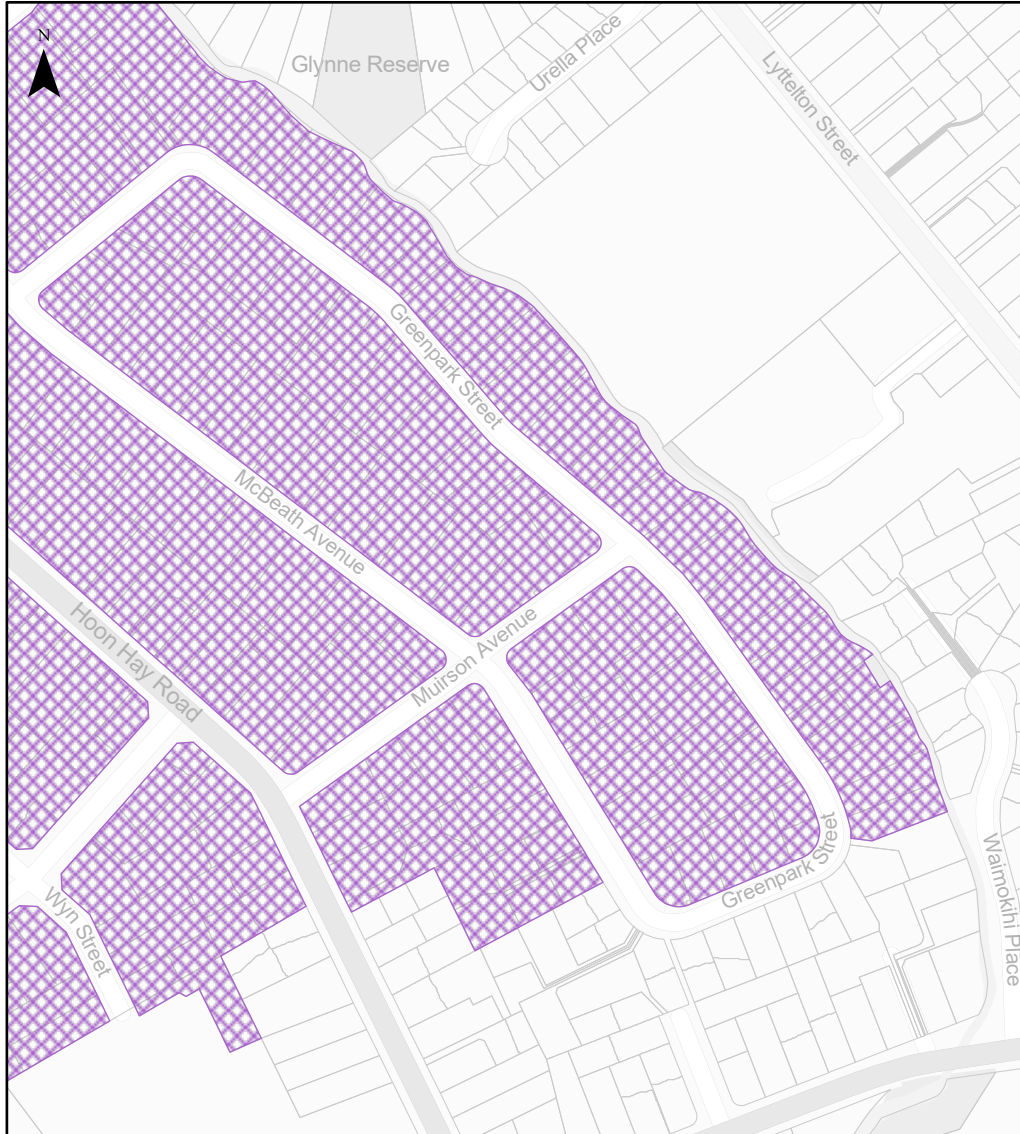 N
Glynne Reserve
Urella Place
Lyttelton Street
Greenpark Street
McBeath Avenue
Hoon Hay Road
Muirson Avenue
Greenpark Street
Wyn Street
Waimokihi Place